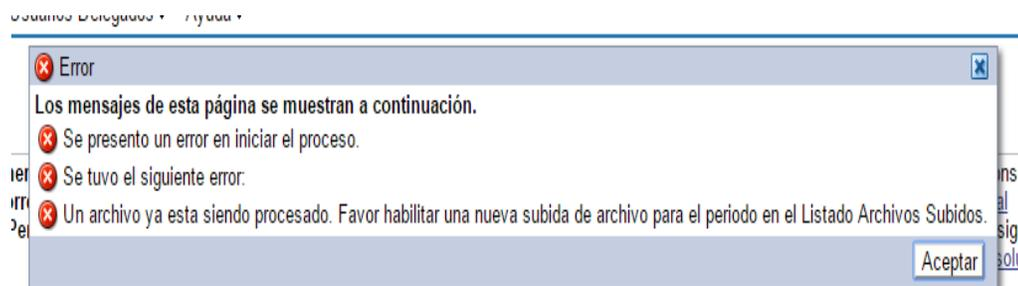 Usuarios Delegados Ayuda
Error
Los mensajes de esta página se muestran a continuación.
Se presento un error en iniciar el proceso.
Se tuvo el siguiente error:
Un archivo ya esta siendo procesado. Favor habilitar una nueva subida de archivo para el periodo en el Listado Archivos Subidos.
Aceptar